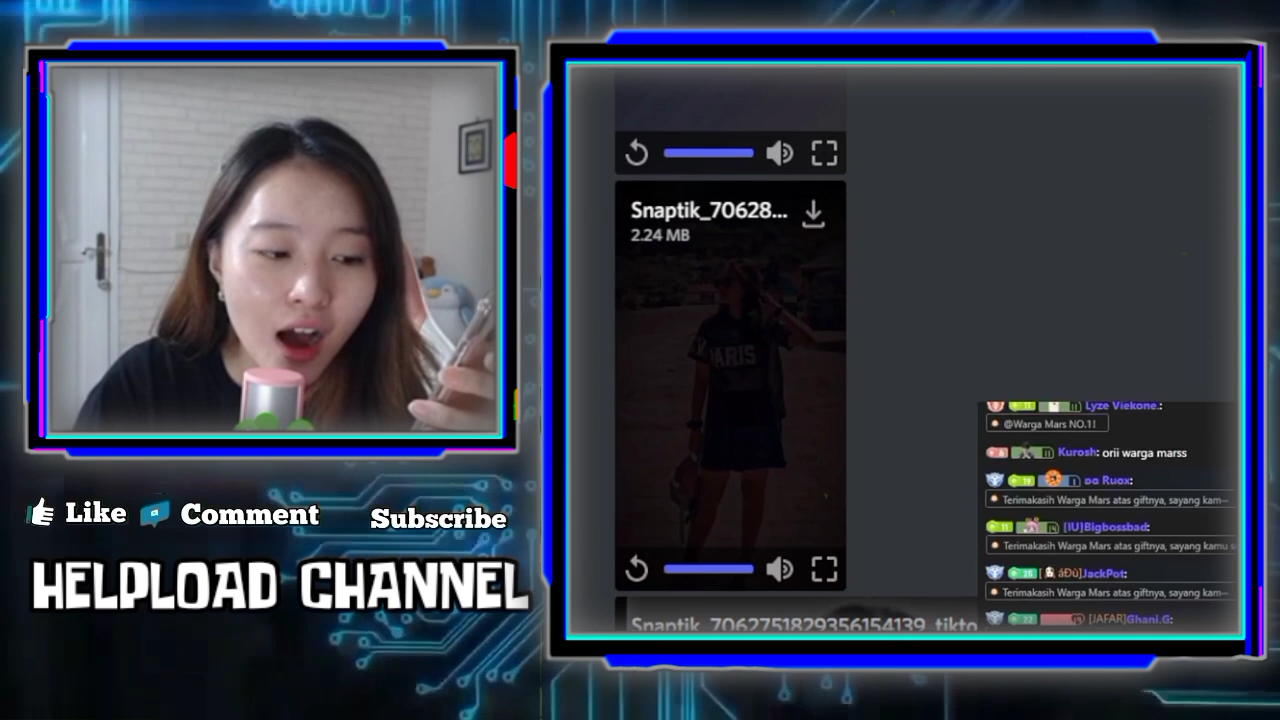 Like
Comment
Subscribe
HELPLOAD CHANNEL
Snaptik_70628...
2.24 MB
PARIS
Snaptik_7062751829356154139_tikto
Lyze Viekone.:
@Warga Mars NO.1!
Kurosh: orii warga marss
Ruox:
Terimakasih Warga Mars atas giftnya, sayang kam--
[IU]Bigbossbad:
Terimakasih Warga Mars atas giftnya, sayang kamu s
JackPot:
Terimakasih Warga Mars atas giftnya, sayang kam--
[JAFAR]Ghani.G: